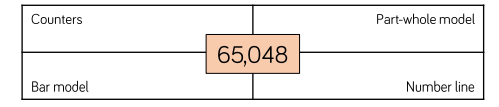 Counters
Part-whole model
65,048
Bar model
Number line